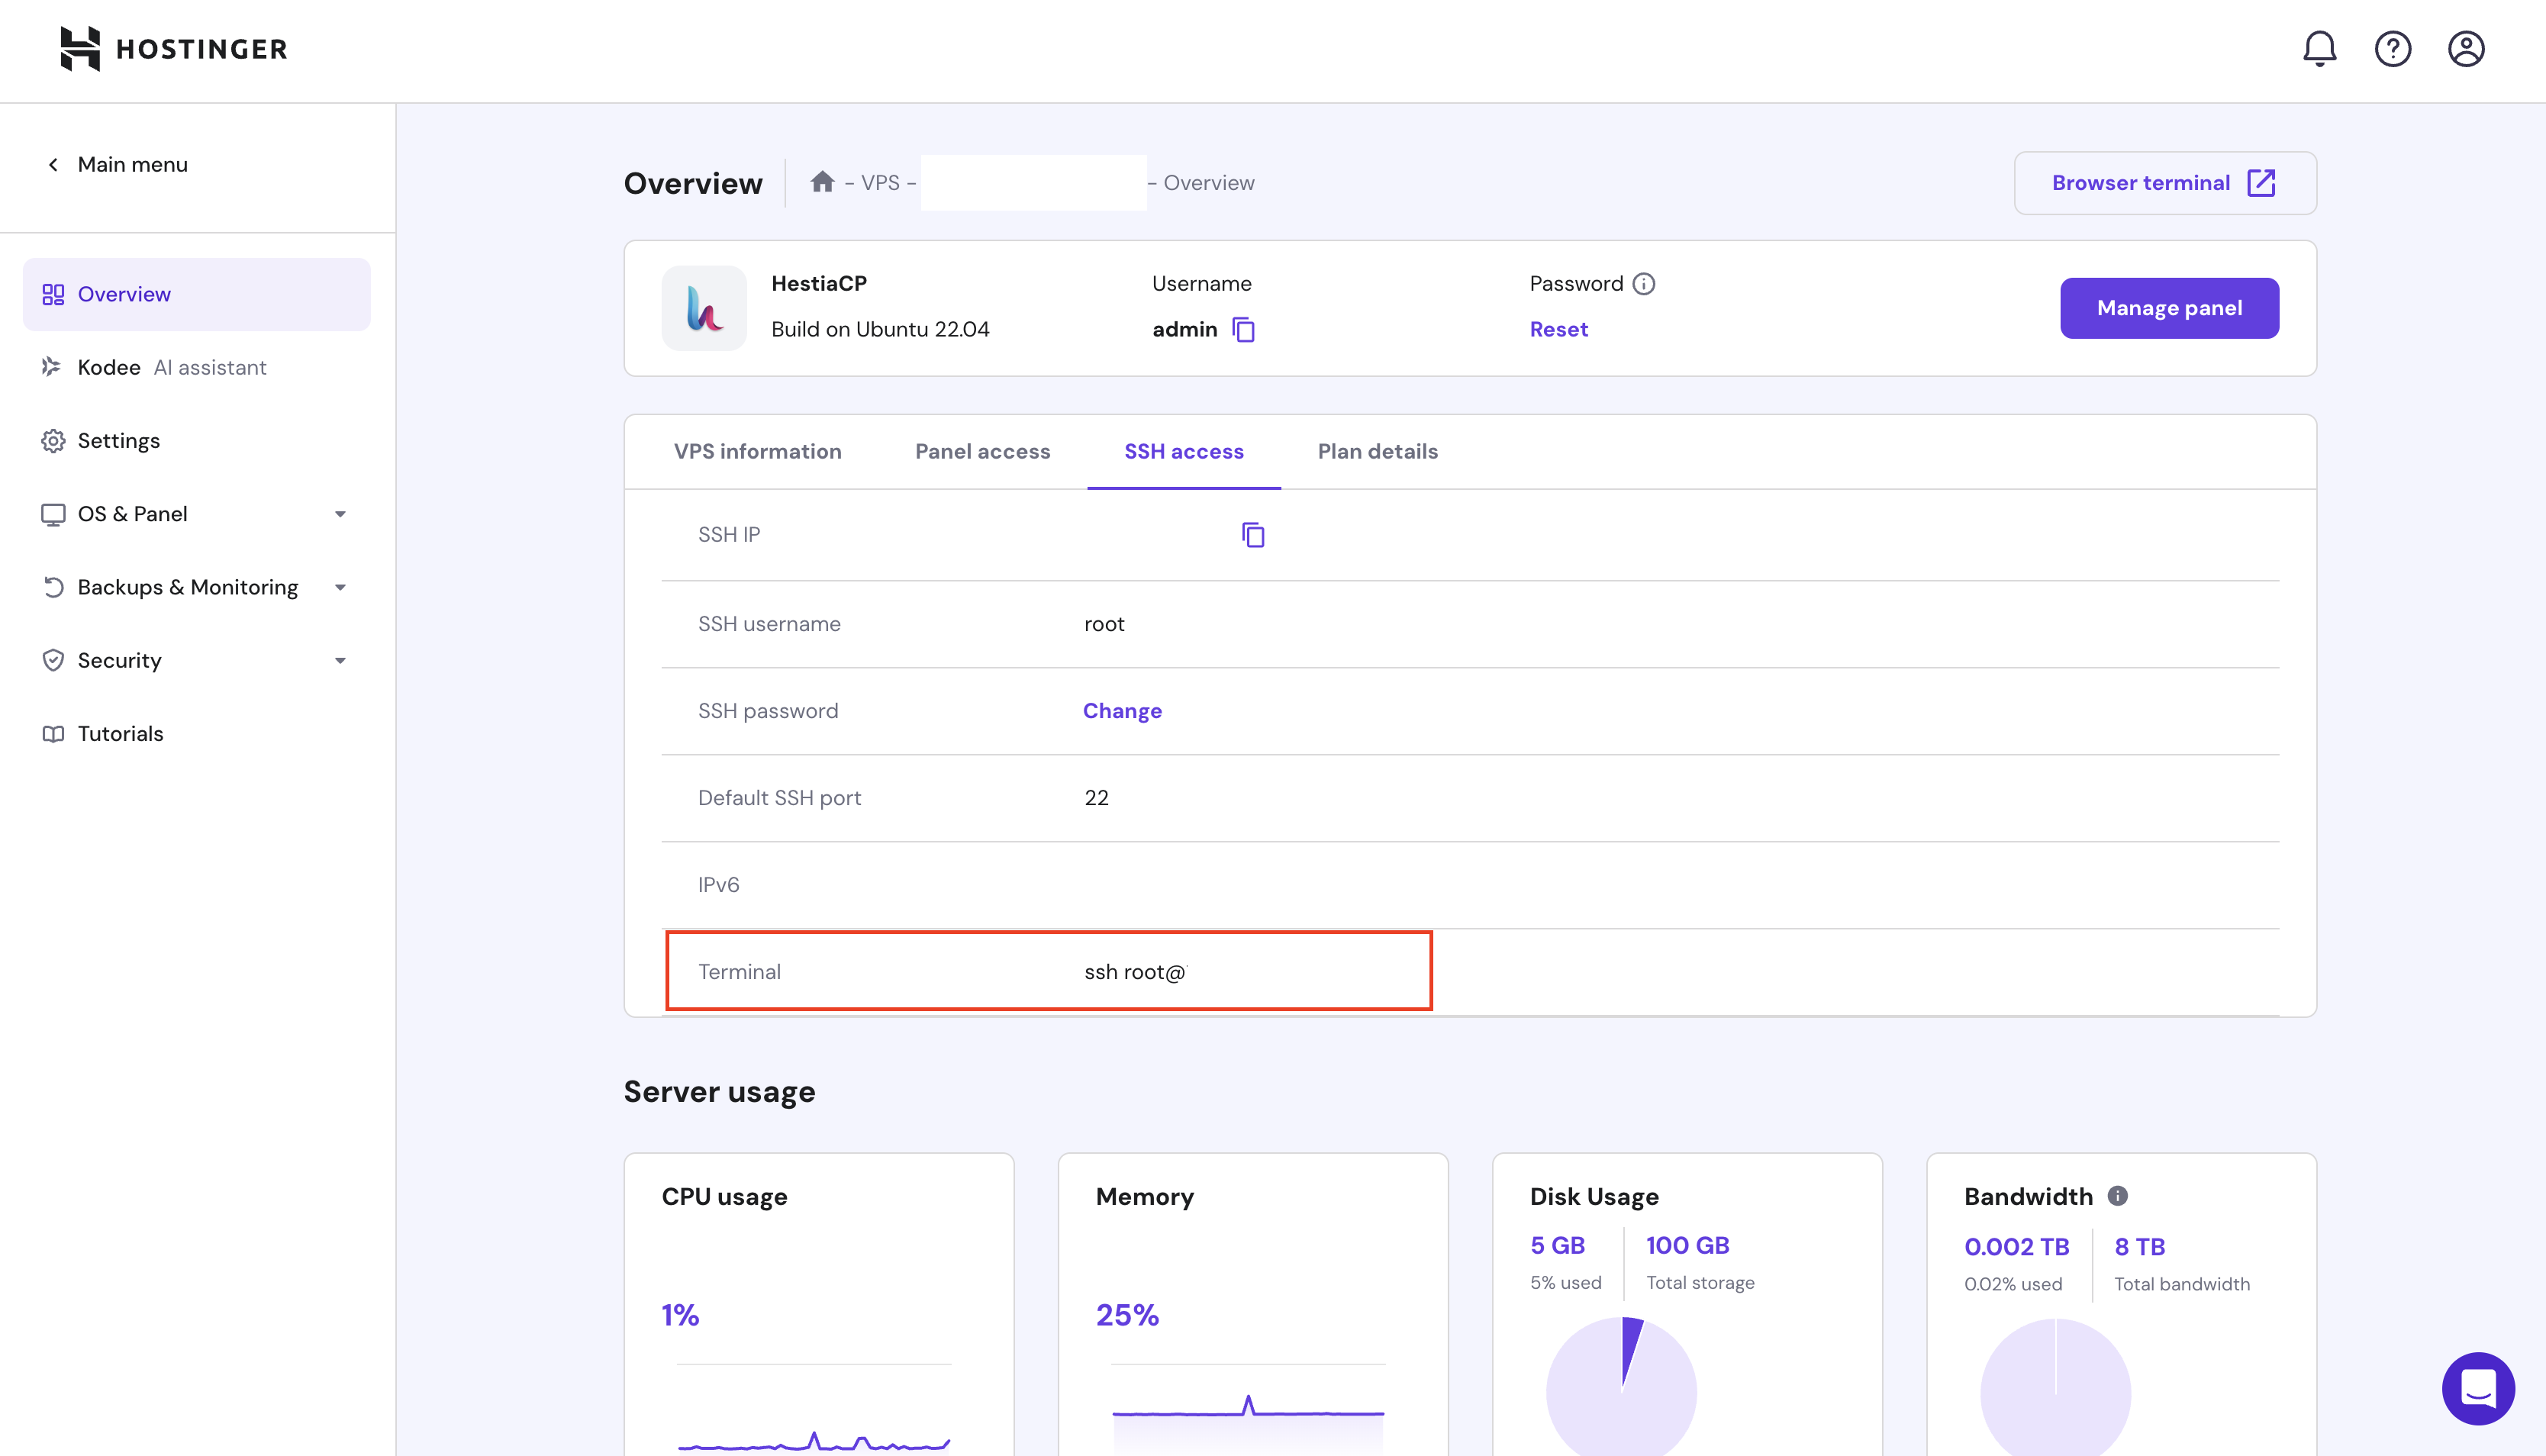 HOSTINGER
Main menu
Overview
Kodee AI assistant
Settings
OS & Panel
Backups & Monitoring
Security
Tutorials
Overview
- VPS - - Overview
Browser terminal
HestiaCP
Build on Ubuntu 22.04
Username
admin
Password
Reset
Manage panel
VPS information
Panel access
SSH access
Plan details
SSH IP
SSH username root
SSH password Change
Default SSH port 22
IPv6
Terminal ssh root@
Server usage
CPU usage
1%
Memory
25%
Disk Usage
5 GB
5% used
100 GB
Total storage
Bandwidth
0.002 TB
0.02% used
8 TB
Total bandwidth